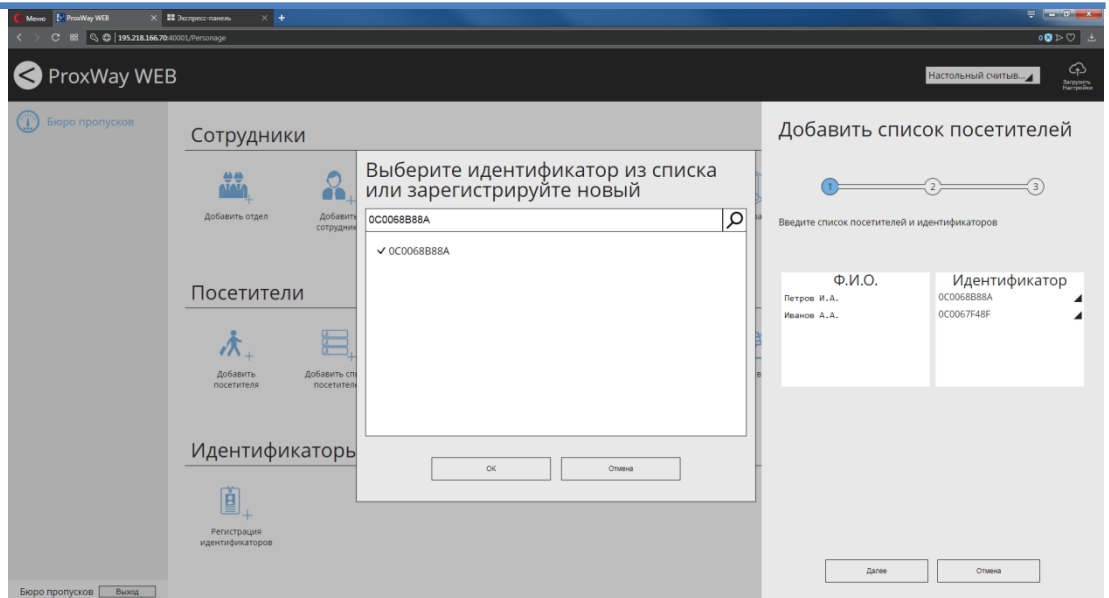 Меню
ProxWay WEB
Экспресс-панель
195.218.166.70:40001/Personage
ProxWay WEB
Настольный считыв...
Загрузить
Настройки
Бюро пропусков
Сотрудники
Добавить отдел
Добавить
сотрудник
Посетители
Добавить
посетителя
Добавить спи
посетителе
Идентификаторы
Регистрация
идентификаторов
Бюро пропусков
Выход
Выберите идентификатор из списка
или зарегистрируйте новый
0C0068B88A
0C0068B88A
ОК
Отмена
Добавить список посетителей
1 2 3
Введите список посетителей и идентификаторов
Ф.И.О. Идентификатор
Петров И.А. 0C0068B88A
Иванов А.А. 0C0067F48F
Далее
Отмена